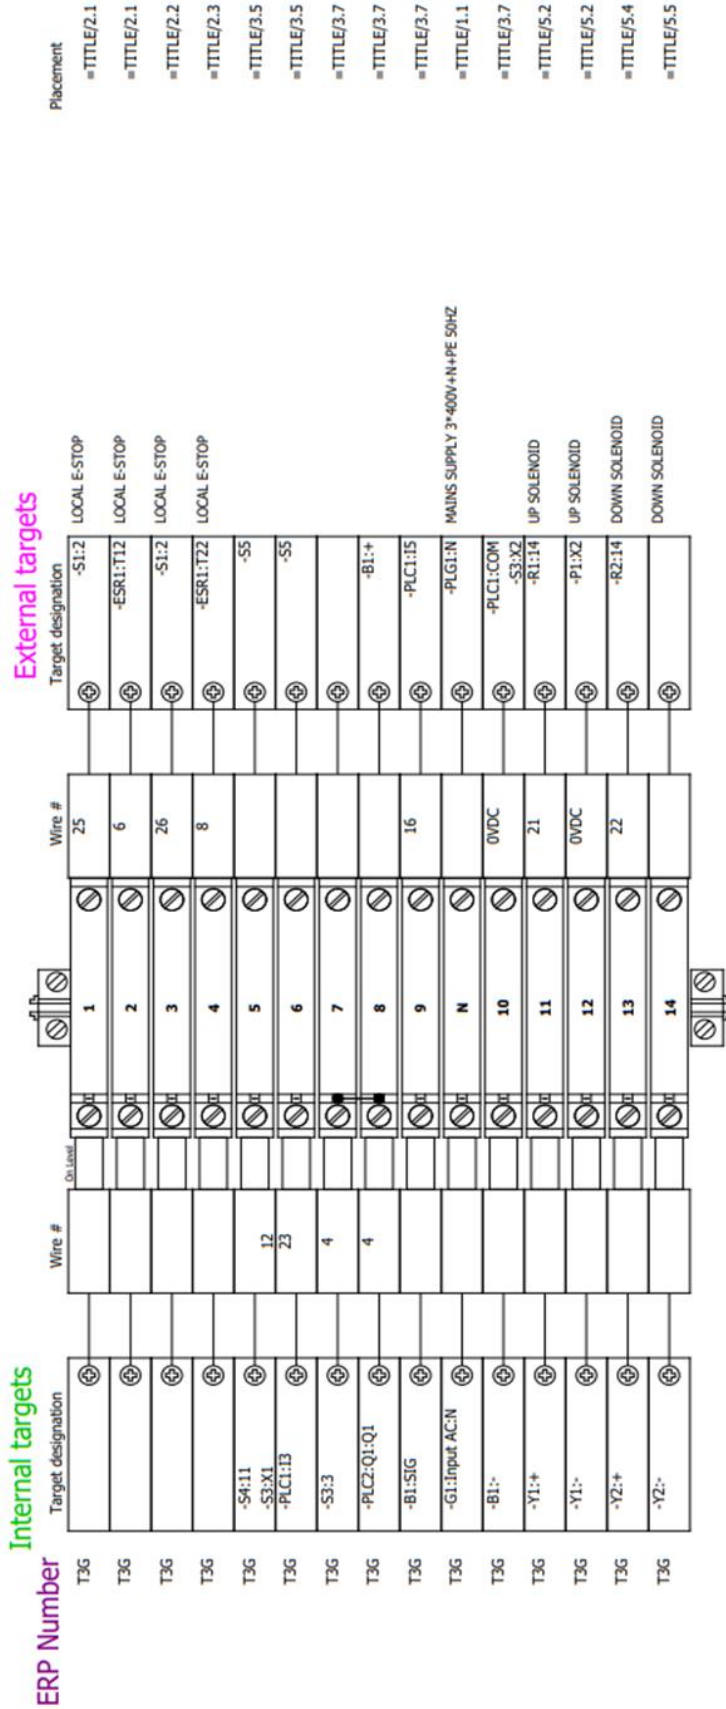 ERP Number
Internal targets
External targets
Target designation
Wire #
On Level
Wire #
Target designation
Placement
T3G 1 25 -S1:2 LOCAL E-STOP =TITLE/2.1
T3G 2 6 -ESR1:T12 LOCAL E-STOP =TITLE/2.1
T3G 3 26 -S1:2 LOCAL E-STOP =TITLE/2.2
T3G 4 8 -ESR1:T22 LOCAL E-STOP =TITLE/2.3
T3G -S4:11 5 -S5 =TITLE/3.5
-S3:X1 12
T3G -PLC1:I3 23 6 -S5 =TITLE/3.5
T3G -S3:3 4 7 =TITLE/3.7
T3G -PLC2:Q1:Q1 4 8 -B1:+ =TITLE/3.7
T3G -B1:SIG 9 16 -PLC1:I5 =TITLE/3.7
T3G -G1:Input AC:N N -PLG1:N MAINS SUPPLY 3*400V+N+PE 50HZ =TITLE/1.1
T3G -B1:- 10 0VDC -PLC1:COM =TITLE/3.7
-S3:X2
T3G -Y1:+ 11 21 -R1:14 UP SOLENOID =TITLE/5.2
T3G -Y1:- 12 0VDC -P1:X2 UP SOLENOID =TITLE/5.2
T3G -Y2:+ 13 22 -R2:14 DOWN SOLENOID =TITLE/5.4
T3G -Y2:- 14 DOWN SOLENOID =TITLE/5.5